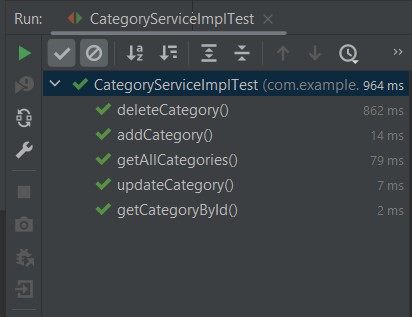 Run: CategoryServiceImplTest
CategoryServiceImplTest (com.example. 964 ms
deleteCategory() 862 ms
addCategory() 14 ms
getAllCategories() 79 ms
updateCategory() 7 ms
getCategoryById() 2 ms